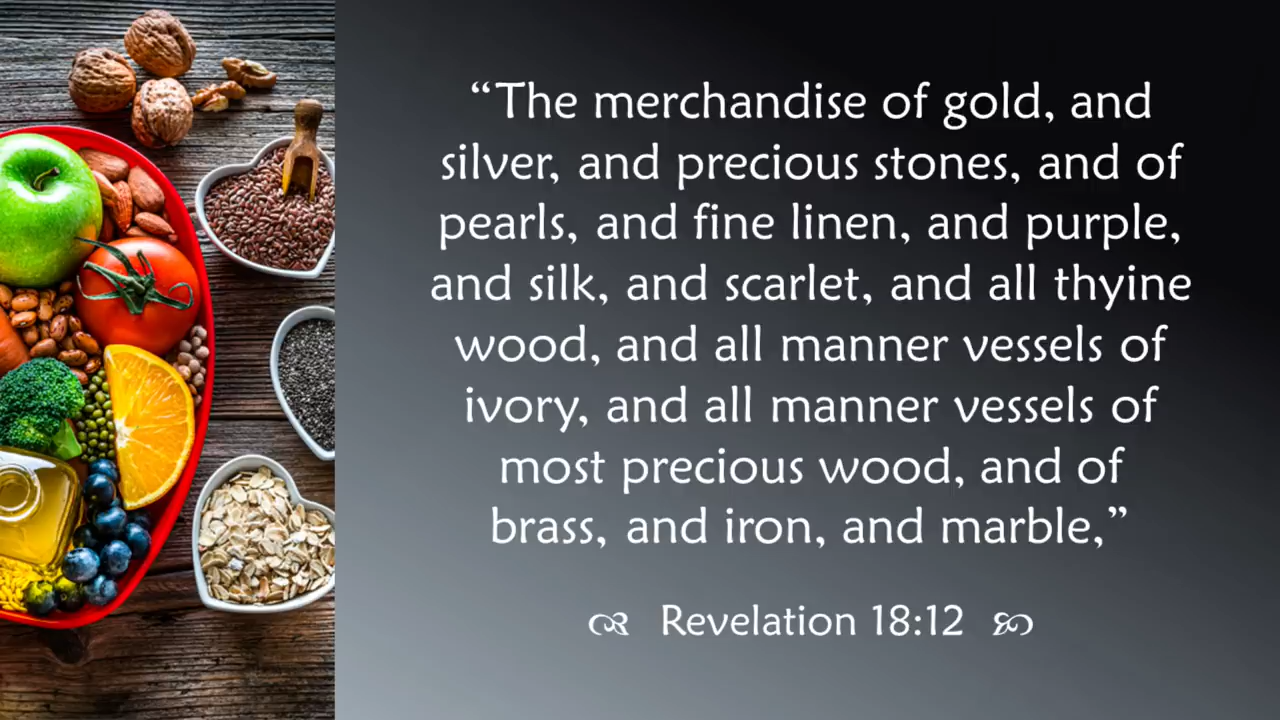 “The merchandise of gold, and
silver, and precious stones, and of
pearls, and fine linen, and purple,
and silk, and scarlet, and all thyine
wood, and all manner vessels of
ivory, and all manner vessels of
most precious wood, and of
brass, and iron, and marble,”
Revelation 18:12